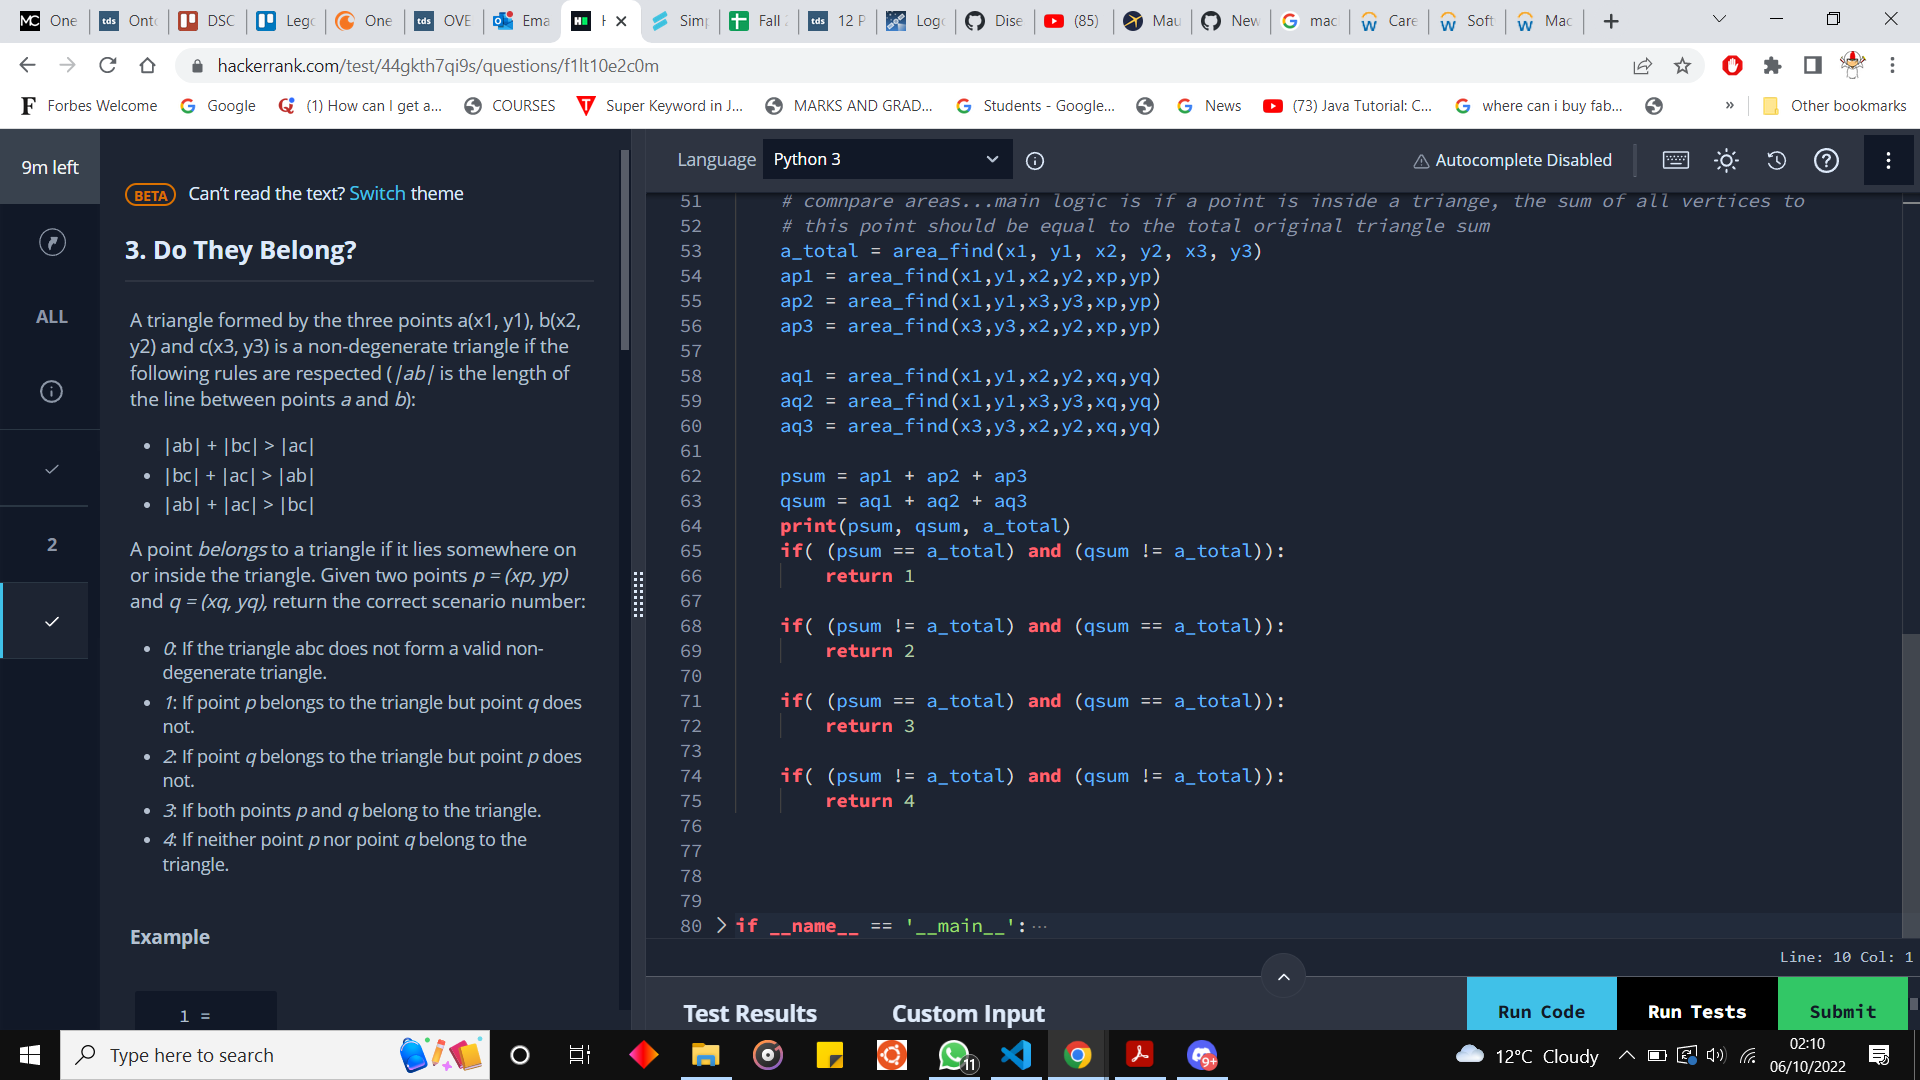 One
Onto
DSC
Lego
One
OVE
Ema
H
Simp
Fall 2
12 P
Logo
Dise
(85)
Mau
New
mac
Care
Soft
Mac
hackerrank.com/test/44gkth7qi9s/questions/f1lt10e2c0m
Forbes Welcome
Google
(1) How can I get a...
COURSES
Super Keyword in J...
MARKS AND GRAD...
Students - Google...
News
(73) Java Tutorial: C...
where can i buy fab...
»
Other bookmarks
9m left
ALL
2
BETA Can't read the text? Switch theme
3. Do They Belong?
A triangle formed by the three points a(x1, y1), b(x2,
y2) and c(x3, y3) is a non-degenerate triangle if the
following rules are respected (|ab| is the length of
the line between points a and b):
• |ab| + |bc| > |ac|
• |bc| + |ac| > |ab|
• |ab| + |ac| > |bc|
A point belongs to a triangle if it lies somewhere on
or inside the triangle. Given two points p = (xp, yp)
and q = (xq, yq), return the correct scenario number:
• 0: If the triangle abc does not form a valid non-
degenerate triangle.
• 1: If point p belongs to the triangle but point q does
not.
• 2: If point q belongs to the triangle but point p does
not.
• 3: If both points p and q belong to the triangle.
• 4: If neither point p nor point q belong to the
triangle.
Example
1 =
Language Python 3
Autocomplete Disabled
51 # comnpare areas...main logic is if a point is inside a triange, the sum of all vertices to
52 # this point should be equal to the total original triangle sum
53 a_total = area_find(x1, y1, x2, y2, x3, y3)
54 ap1 = area_find(x1,y1,x2,y2,xp,yp)
55 ap2 = area_find(x1,y1,x3,y3,xp,yp)
56 ap3 = area_find(x3,y3,x2,y2,xp,yp)
57
58 aq1 = area_find(x1,y1,x2,y2,xq,yq)
59 aq2 = area_find(x1,y1,x3,y3,xq,yq)
60 aq3 = area_find(x3,y3,x2,y2,xq,yq)
61
62 psum = ap1 + ap2 + ap3
63 qsum = aq1 + aq2 + aq3
64 print(psum, qsum, a_total)
65 if( (psum == a_total) and (qsum != a_total)):
66 return 1
67
68 if( (psum != a_total) and (qsum == a_total)):
69 return 2
70
71 if( (psum == a_total) and (qsum == a_total)):
72 return 3
73
74 if( (psum != a_total) and (qsum != a_total)):
75 return 4
76
77
78
79
80 > if __name__ == '__main__':···
Line: 10 Col: 1
Test Results
Custom Input
Run Code
Run Tests
Submit
Type here to search
11
9+
12°C Cloudy
02:10
06/10/2022